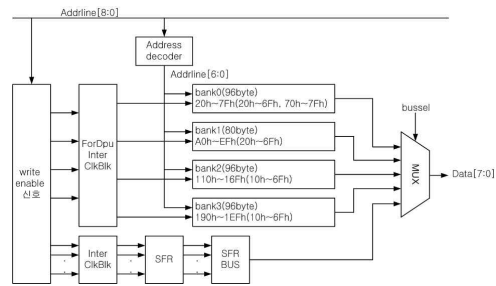 Addrline[8:0]
Address
decoder
Addrline[6:0]
bank0(96byte)
20h~7Fh(20h~6Fh, 70h~7Fh)
bussel
bank1(80byte)
A0h~EFh(20h~6Fh)
ForDpu
Inter
ClkBlk
write
enable
신호
bank2(96byte)
110h~16Fh(10h~6Fh)
MUX
Data[7:0]
bank3(96byte)
190h~1EFh(10h~6Fh)
Inter
ClkBlk
SFR
SFR
BUS